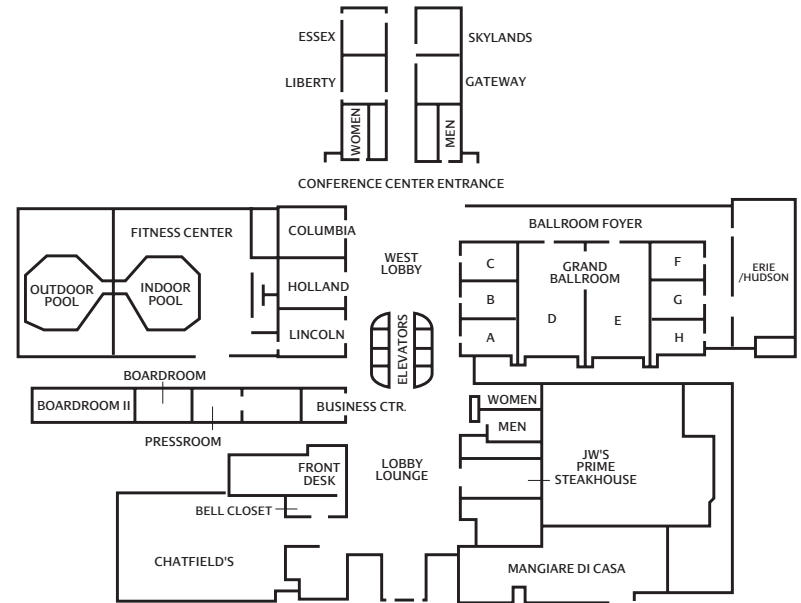 ESSEX
SKYLANDS
LIBERTY
GATEWAY
WOMEN
MEN
CONFERENCE CENTER ENTRANCE
FITNESS CENTER
COLUMBIA
WEST
LOBBY
BALLROOM FOYER
OUTDOOR
POOL
INDOOR
POOL
HOLLAND
LINCOLN
ELEVATORS
C
B
A
GRAND
BALLROOM
D
E
F
G
H
ERIE
/HUDSON
BOARDROOM
BOARDROOM II
PRESSROOM
BUSINESS CTR.
WOMEN
MEN
FRONT
DESK
LOBBY
LOUNGE
JW'S
PRIME
STEAKHOUSE
BELL CLOSET
CHATFIELD'S
MANGIARE DI CASA